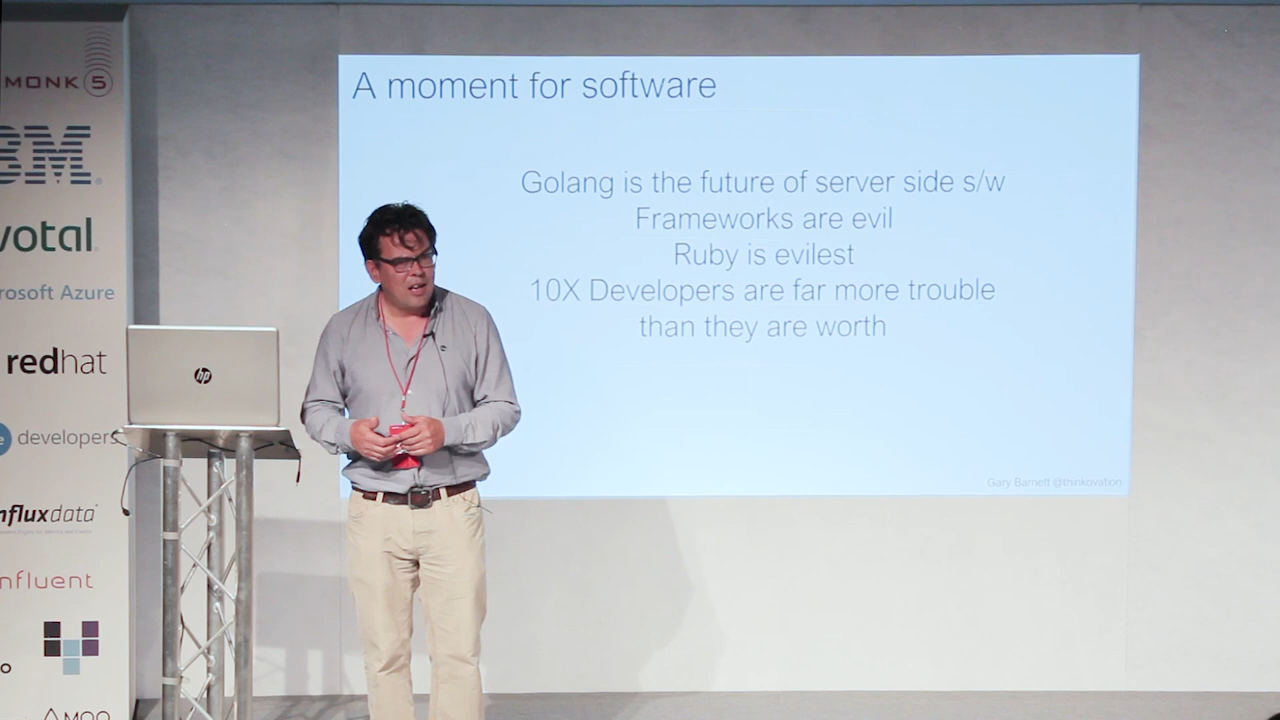 MONK 5
BM
votal
rosoft Azure
redhat
developers
nfluxdata
nfluent
hp
A moment for software
Golang is the future of server side s/w
Frameworks are evil
Ruby is evilest
10X Developers are far more trouble
than they are worth
Gary Barnett @thinkovation